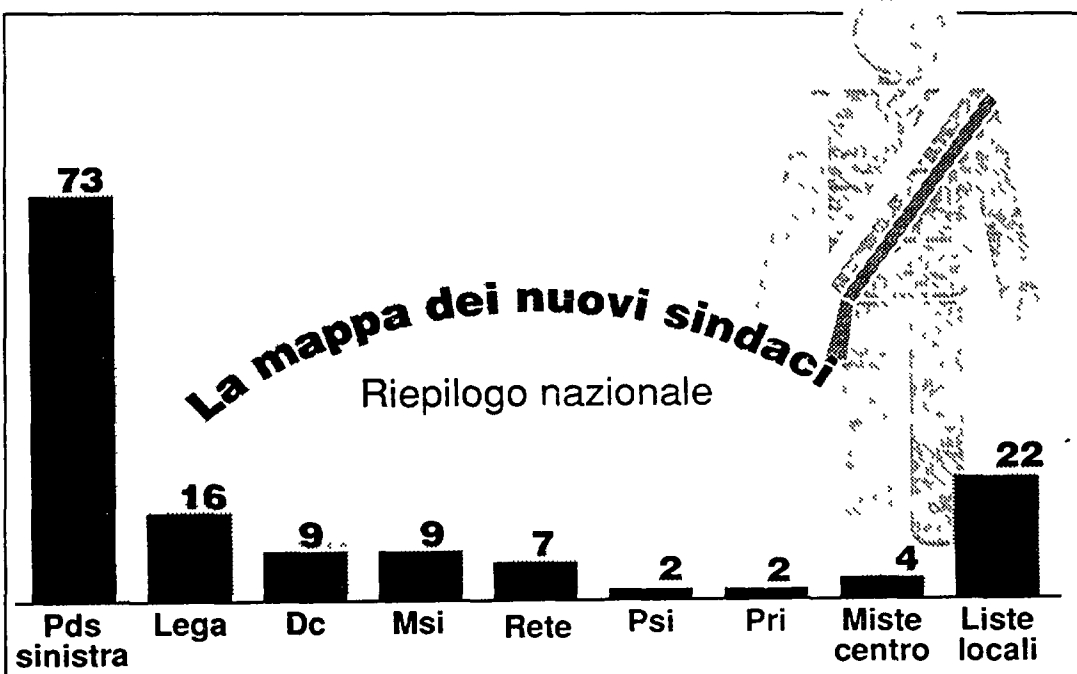 La mappa dei nuovi sindaci
Riepilogo nazionale
73
16
9
9
7
2
2
4
22
Pds sinistra
Lega
Dc
Msi
Rete
Psi
Pri
Miste centro
Liste locali